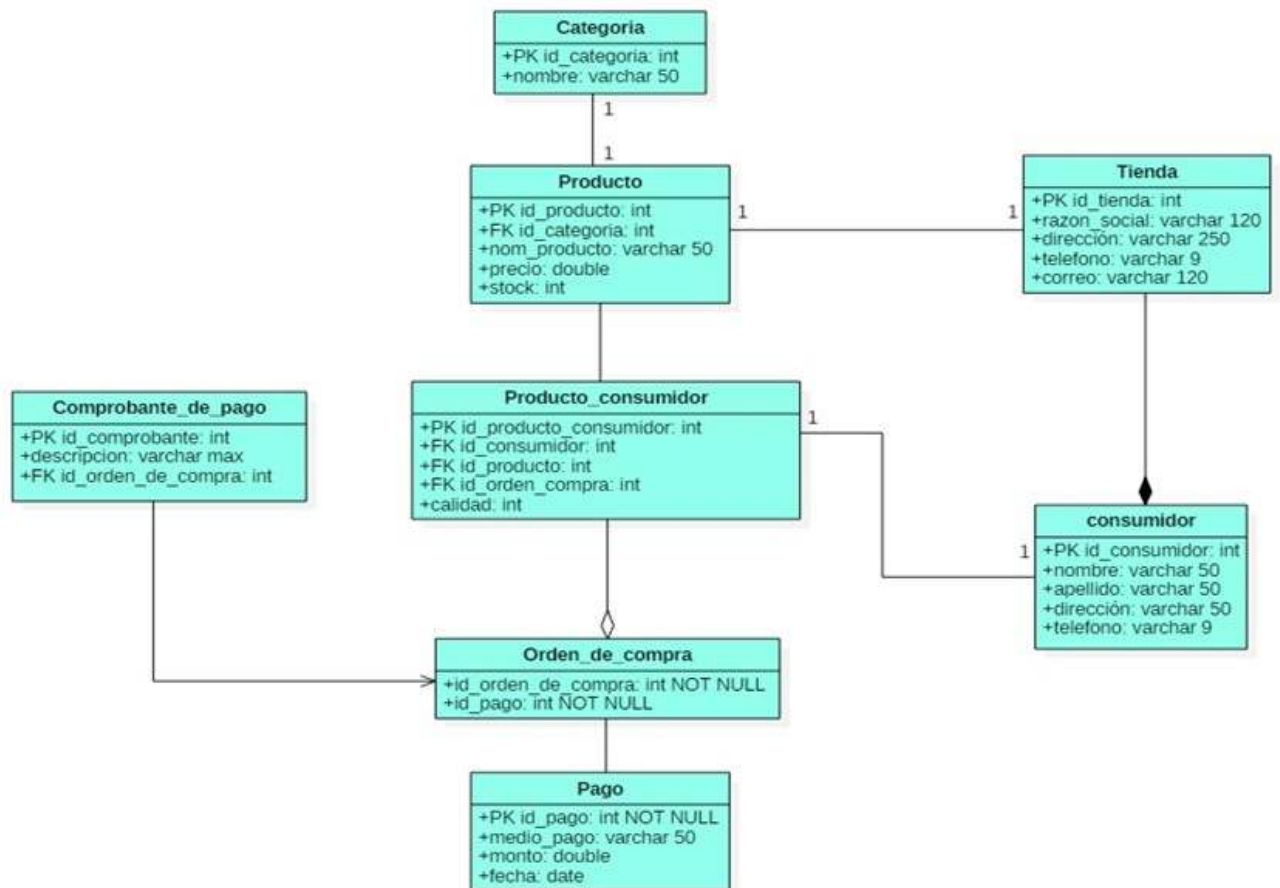 Categoria
+PK id_categoria: int
+nombre: varchar 50
1
1
Producto
+PK id_producto: int
+FK id_categoria: int
+nom_producto: varchar 50
+precio: double
+stock: int
1
1
Tienda
+PK id_tienda: int
+razon_social: varchar 120
+dirección: varchar 250
+telefono: varchar 9
+correo: varchar 120
Comprobante_de_pago
+PK id_comprobante: int
+descripcion: varchar max
+FK id_orden_de_compra: int
Producto_consumidor
+PK id_producto_consumidor: int
+FK id_consumidor: int
+FK id_producto: int
+FK id_orden_compra: int
+calidad: int
1
1
consumidor
+PK id_consumidor: int
+nombre: varchar 50
+apellido: varchar 50
+dirección: varchar 50
+telefono: varchar 9
Orden_de_compra
+id_orden_de_compra: int NOT NULL
+id_pago: int NOT NULL
Pago
+PK id_pago: int NOT NULL
+medio_pago: varchar 50
+monto: double
+fecha: date